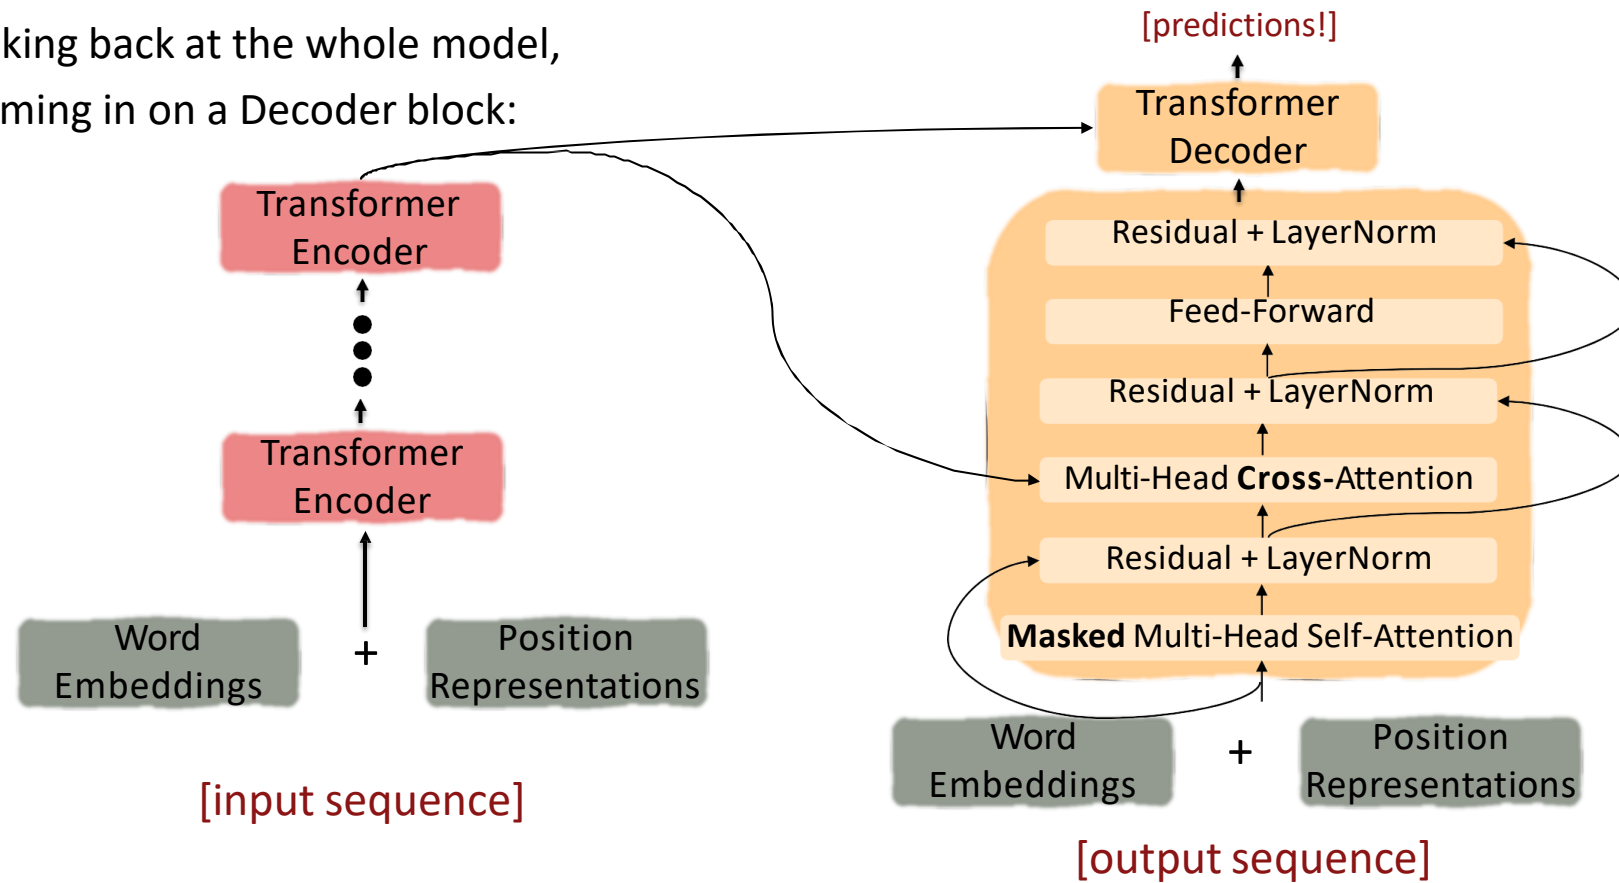 king back at the whole model,
ming in on a Decoder block:
Transformer
Encoder
Transformer
Encoder
Word
Embeddings
+
Position
Representations
[input sequence]
[predictions!]
Transformer
Decoder
Residual + LayerNorm
Feed-Forward
Residual + LayerNorm
Multi-Head Cross-Attention
Residual + LayerNorm
Masked Multi-Head Self-Attention
Word
Embeddings
+
Position
Representations
[output sequence]